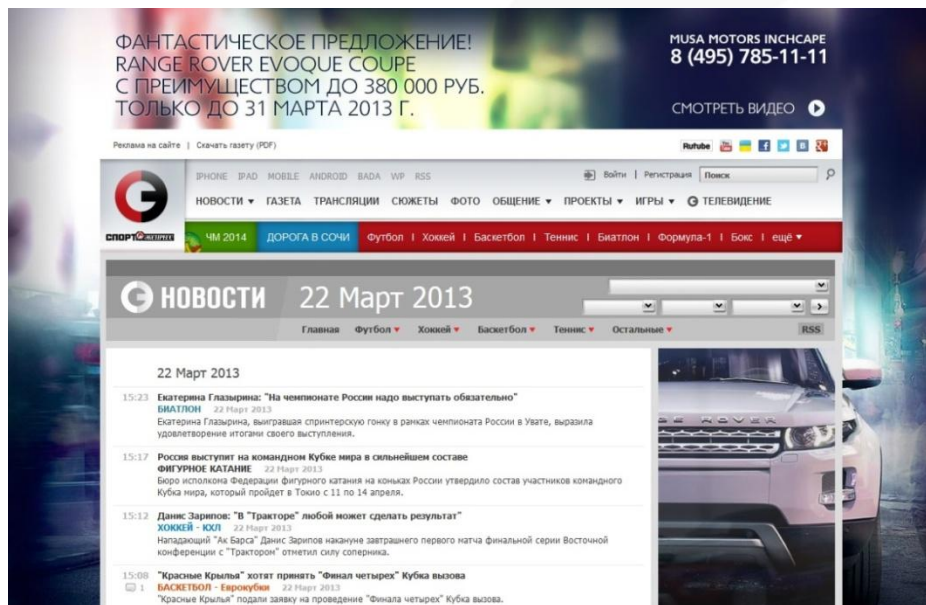 ФАНТАСТИЧЕСКОЕ ПРЕДЛОЖЕНИЕ!
RANGE ROVER EVOQUE COUPE
С ПРЕИМУЩЕСТВОМ ДО 380 000 РУБ.
ТОЛЬКО ДО 31 МАРТА 2013 Г.
MUSA MOTORS INCHCAPE
8 (495) 785-11-11
СМОТРЕТЬ ВИДЕО
Реклама на сайте | Скачать газету (PDF)
Rutube
IPHONE IPAD MOBILE ANDROID BADA WP RSS
Войти | Регистрация Поиск
НОВОСТИ ГАЗЕТА ТРАНСЛЯЦИИ СЮЖЕТЫ ФОТО ОБЩЕНИЕ ПРОЕКТЫ ИГРЫ ТЕЛЕВИДЕНИЕ
СПОРТ ЭКСПРЕСС
ЧМ 2014 ДОРОГА В СОЧИ Футбол | Хоккей | Баскетбол | Теннис | Биатлон | Формула-1 | Бокс | ещё
НОВОСТИ 22 Март 2013
Главная Футбол Хоккей Баскетбол Теннис Остальные RSS
22 Март 2013
15:23 Екатерина Глазырина: "На чемпионате России надо выступать обязательно"
БИАТЛОН 22 Март 2013
Екатерина Глазырина, выигравшая спринтерскую гонку в рамках чемпионата России в Увате, выразила
удовлетворение итогами своего выступления.
15:17 Россия выступит на командном Кубке мира в сильнейшем составе
ФИГУРНОЕ КАТАНИЕ 22 Март 2013
Бюро исполкома Федерации фигурного катания на коньках России утвердило состав участников командного
Кубка мира, который пройдет в Токио с 11 по 14 апреля.
15:12 Данис Зарипов: "В "Тракторе" любой может сделать результат"
ХОККЕЙ - КХЛ 22 Март 2013
Нападающий "Ак Барса" Данис Зарипов накануне завтрашнего первого матча финальной серии Восточной
конференции с "Трактором" отметил силу соперника.
15:08 "Красные Крылья" хотят принять "Финал четырех" Кубка вызова
1 БАСКЕТБОЛ - Еврокубки 22 Март 2013
"Красные Крылья" подали заявку на проведение "Финала четырех" Кубка вызова.